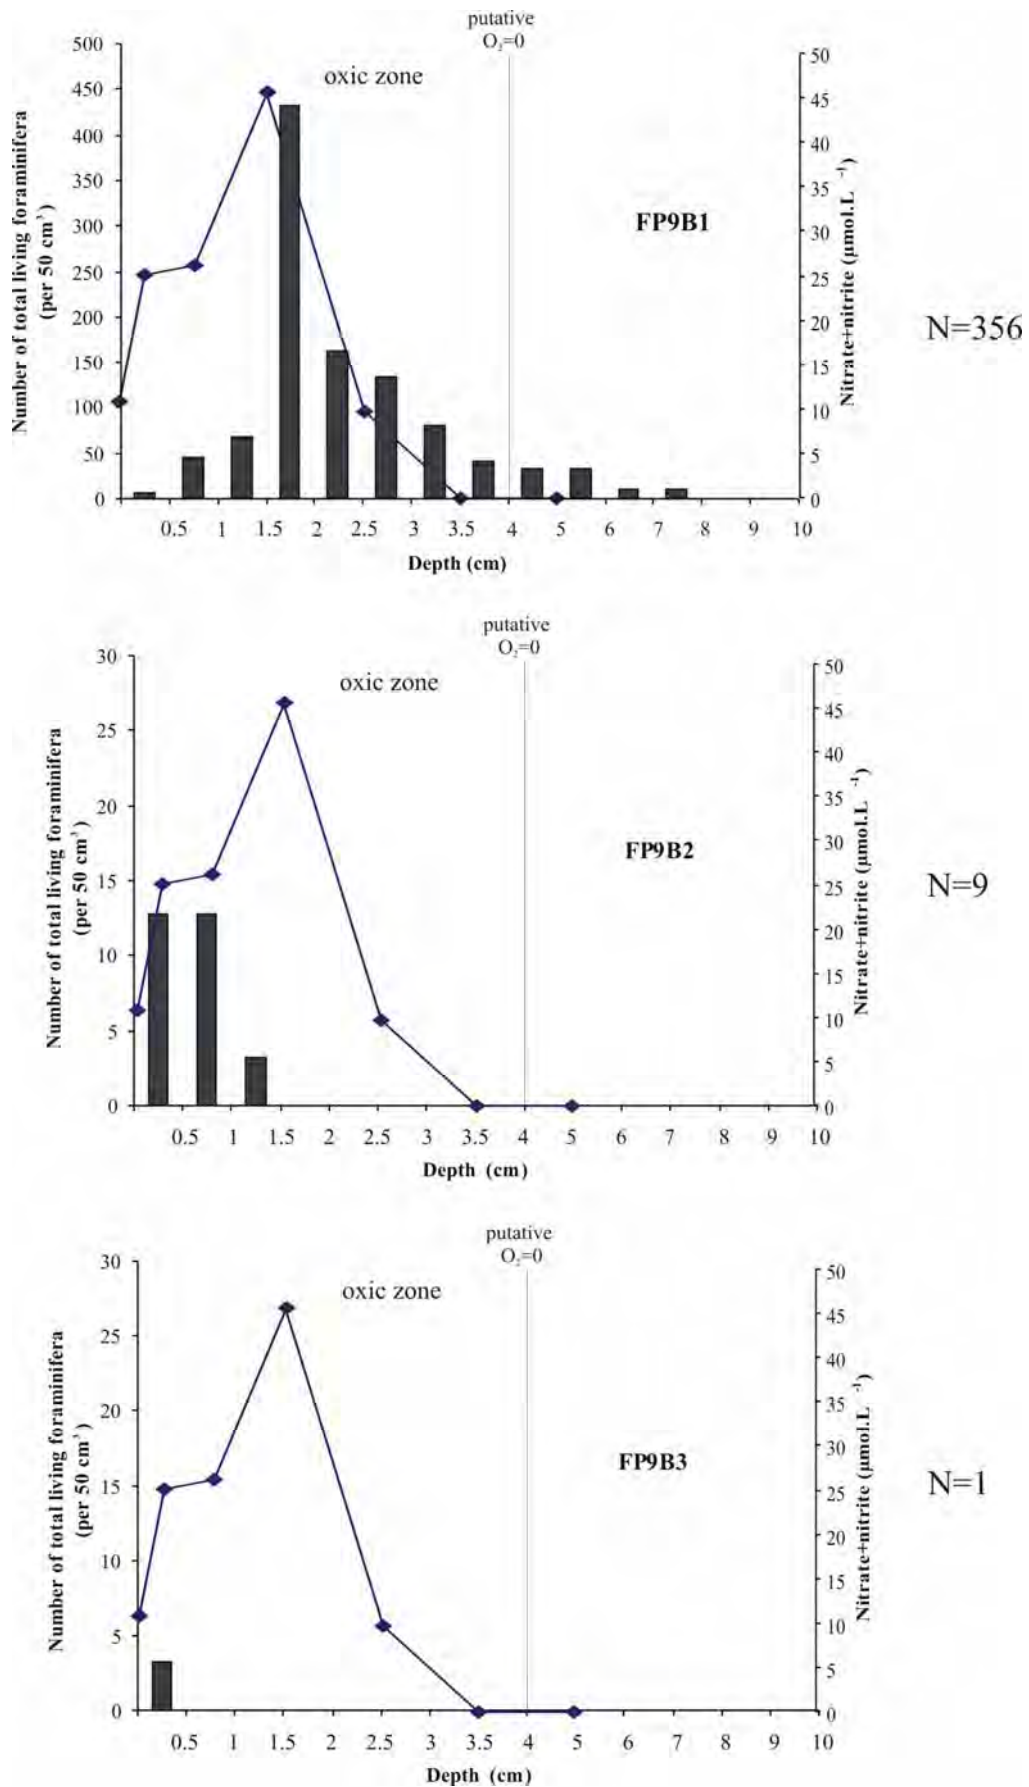 putative
O₂=0
oxic zone
Number of total living foraminifera
(per 50 cm³)
500
450
400
350
300
250
200
150
100
50
0
50
45
40
35
30
25
20
15
10
5
0
Nitrate+nitrite (µmol.L ⁻¹)
FP9B1
N=356
0.5 1 1.5 2 2.5 3 3.5 4 5 6 7 8 9 10
Depth (cm)
putative
O₂=0
oxic zone
Number of total living foraminifera
(per 50 cm³)
30
25
20
15
10
5
0
50
45
40
35
30
25
20
15
10
5
0
Nitrate+nitrite (µmol.L ⁻¹)
FP9B2
N=9
0.5 1 1.5 2 2.5 3 3.5 4 5 6 7 8 9 10
Depth (cm)
putative
O₂=0
oxic zone
Number of total living foraminifera
(per 50 cm³)
30
25
20
15
10
5
0
50
45
40
35
30
25
20
15
10
5
0
Nitrate+nitrite (µmol.L ⁻¹)
FP9B3
N=1
0.5 1 1.5 2 2.5 3 3.5 4 5 6 7 8 9 10
Depth (cm)